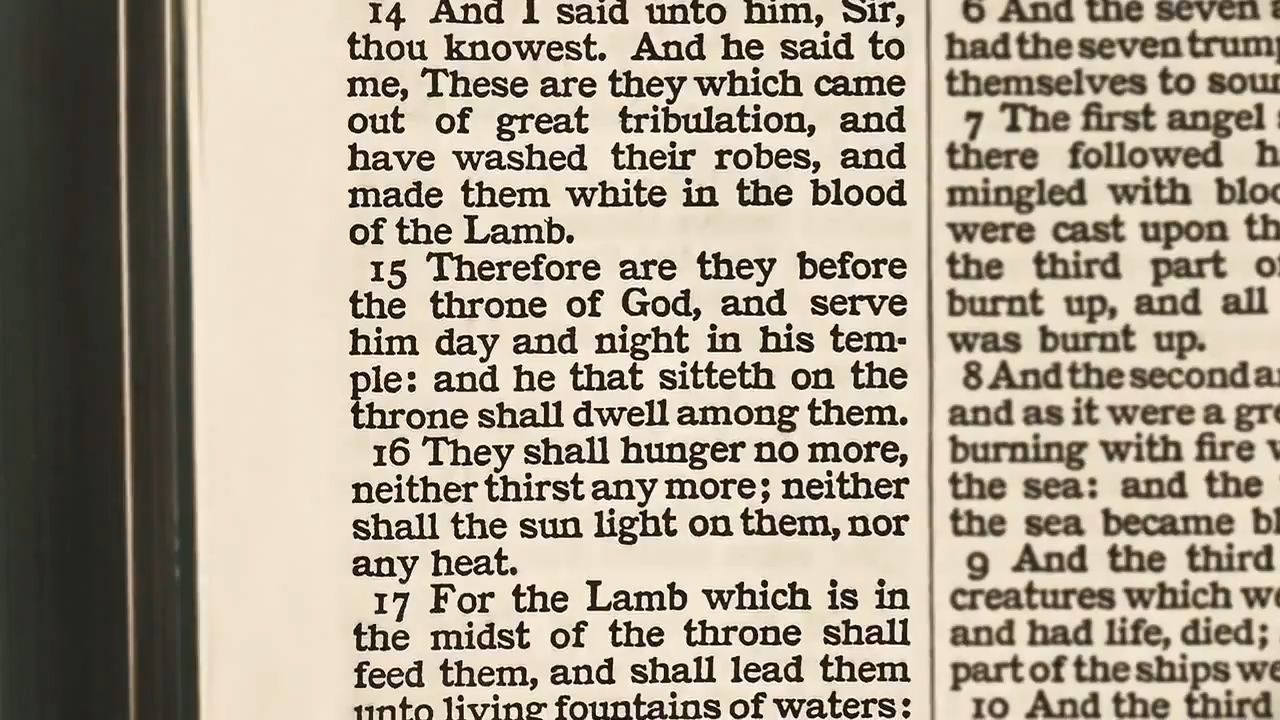 14 And I said unto him, Sir,
thou knowest. And he said to
me, These are they which came
out of great tribulation, and
have washed their robes, and
made them white in the blood
of the Lamb.
15 Therefore are they before
the throne of God, and serve
him day and night in his tem-
ple: and he that sitteth on the
throne shall dwell among them.
16 They shall hunger no more,
neither thirst any more; neither
shall the sun light on them, nor
any heat.
17 For the Lamb which is in
the midst of the throne shall
feed them, and shall lead them
unto living fountains of waters:
6 And the seven
had the seven
themselves to
7 The first angel
there followed
mingled with
were cast upon
the third part
burnt up, and all
was burnt up.
8 And the second
and as it were a
burning with fire
the sea: and the
the sea became
9 And the third
creatures which
and had life, died;
part of the ships
10 And the third